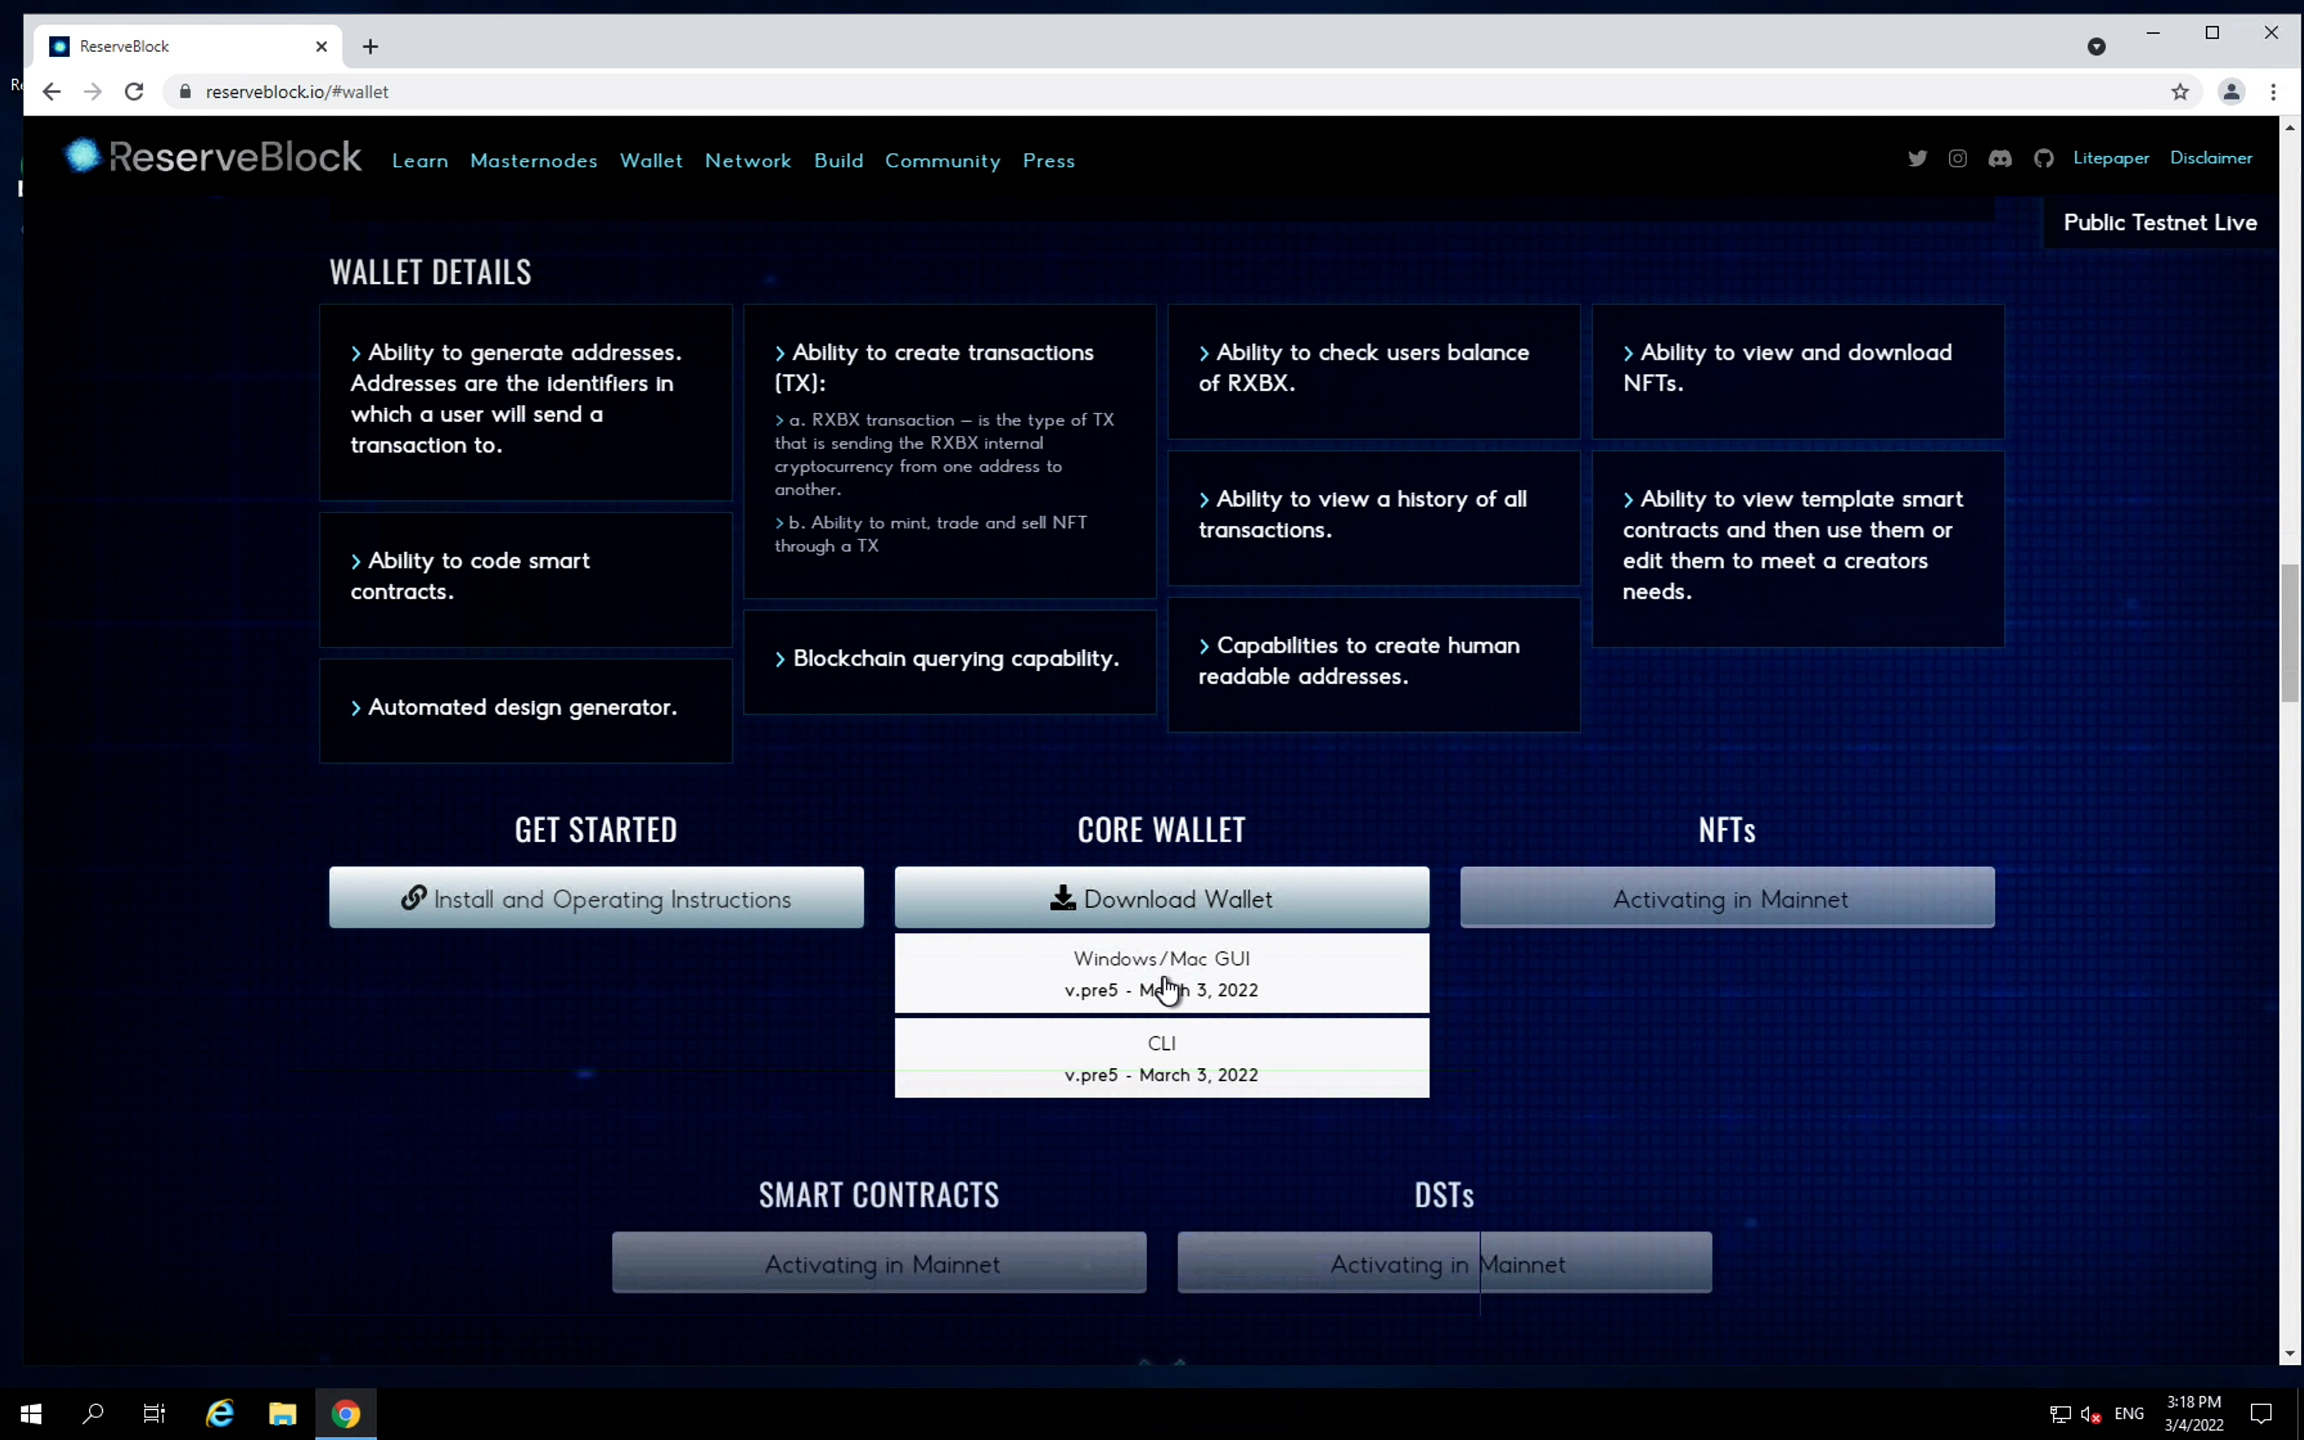 ReserveBlock
reserveblock.io/#wallet
ReserveBlock Learn Masternodes Wallet Network Build Community Press Litepaper Disclaimer
Public Testnet Live
WALLET DETAILS
> Ability to generate addresses.
Addresses are the identifiers in
which a user will send a
transaction to.
> Ability to code smart
contracts.
> Automated design generator.
> Ability to create transactions
(TX):
> a. RXBX transaction – is the type of TX
that is sending the RXBX internal
cryptocurrency from one address to
another.
> b. Ability to mint, trade and sell NFT
through a TX
> Blockchain querying capability.
> Ability to check users balance
of RXBX.
> Ability to view a history of all
transactions.
> Capabilities to create human
readable addresses.
> Ability to view and download
NFTs.
> Ability to view template smart
contracts and then use them or
edit them to meet a creators
needs.
GET STARTED
Install and Operating Instructions
CORE WALLET
Download Wallet
Windows/Mac GUI
v.pre5 - March 3, 2022
CLI
v.pre5 - March 3, 2022
NFTs
Activating in Mainnet
SMART CONTRACTS
Activating in Mainnet
DSTs
Activating in Mainnet
ENG
3:18 PM
3/4/2022